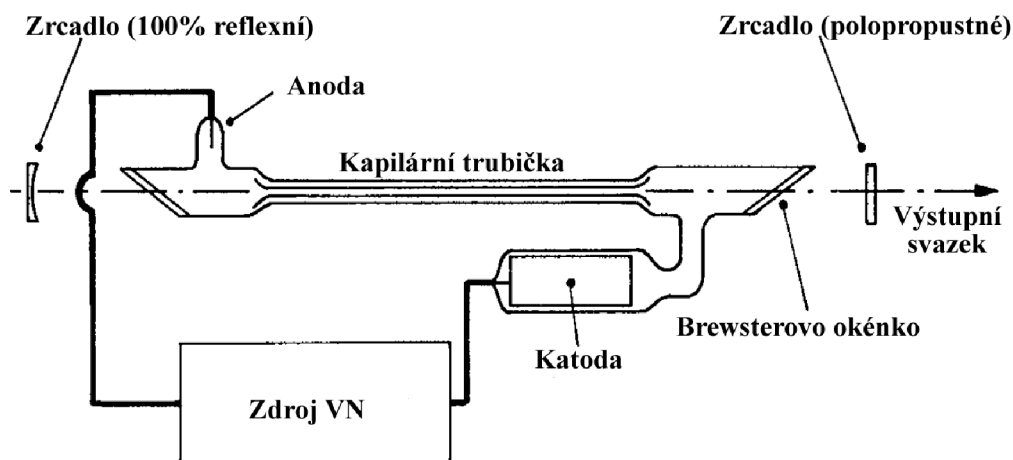 Zrcadlo (100% reflexní)
Zrcadlo (polopropustné)
Anoda
Kapilární trubička
Výstupní
svazek
Brewsterovo okénko
Katoda
Zdroj VN